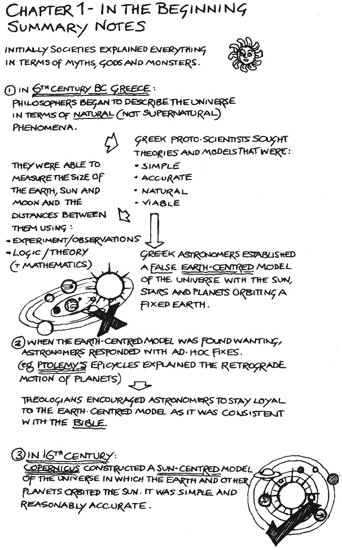 CHAPTER 1 - IN THE BEGINNING
SUMMARY NOTES
INITIALLY SOCIETIES EXPLAINED EVERYTHING
IN TERMS OF MYTHS, GODS AND MONSTERS.
① IN 6TH CENTURY BC GREECE:
PHILOSOPHERS BEGAN TO DESCRIBE THE UNIVERSE
IN TERMS OF NATURAL (NOT SUPERNATURAL)
PHENOMENA.
GREEK PROTO-SCIENTISTS SOUGHT
THEORIES AND MODELS THAT WERE:
• SIMPLE
• ACCURATE
• NATURAL
• VIABLE
THEY WERE ABLE TO
MEASURE THE SIZE OF
THE EARTH, SUN AND
MOON AND THE
DISTANCES BETWEEN
THEM USING:
• EXPERIMENT/OBSERVATIONS
• LOGIC/THEORY
(+ MATHEMATICS)
GREEK ASTRONOMERS ESTABLISHED
A FALSE EARTH-CENTRED MODEL
OF THE UNIVERSE WITH THE SUN,
STARS AND PLANETS ORBITING A
FIXED EARTH.
② WHEN THE EARTH-CENTRED MODEL WAS FOUND WANTING,
ASTRONOMERS RESPONDED WITH AD-HOC FIXES.
(eg. PTOLEMY'S EPICYCLES EXPLAINED THE RETROGRADE
MOTION OF PLANETS)
THEOLOGIANS ENCOURAGED ASTRONOMERS TO STAY LOYAL
TO THE EARTH-CENTRED MODEL AS IT WAS CONSISTENT
WITH THE BIBLE.
③ IN 16TH CENTURY:
COPERNICUS CONSTRUCTED A SUN-CENTRED MODEL
OF THE UNIVERSE IN WHICH THE EARTH AND OTHER
PLANETS ORBITED THE SUN. IT WAS SIMPLE AND
REASONABLY ACCURATE.